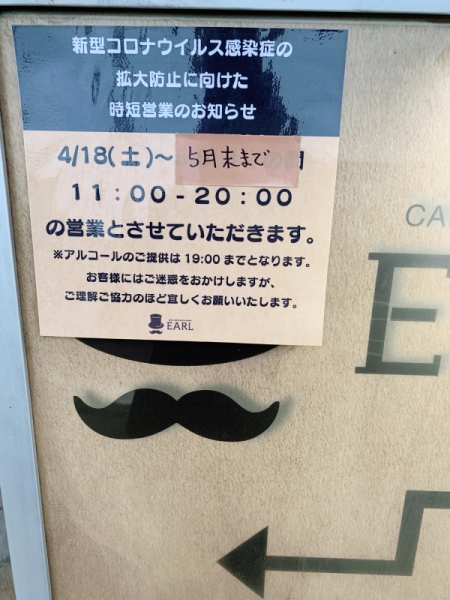 新型コロナウイルス感染症の
拡大防止に向けた
時短営業のお知らせ
4/18(土)〜5月末まで
11:00-20:00
の営業とさせていただきます。
※アルコールのご提供は19:00までとなります。
お客様にはご迷惑をおかけしますが、
ご理解ご協力のほど宜しくお願いいたします。
EARL
CA
E